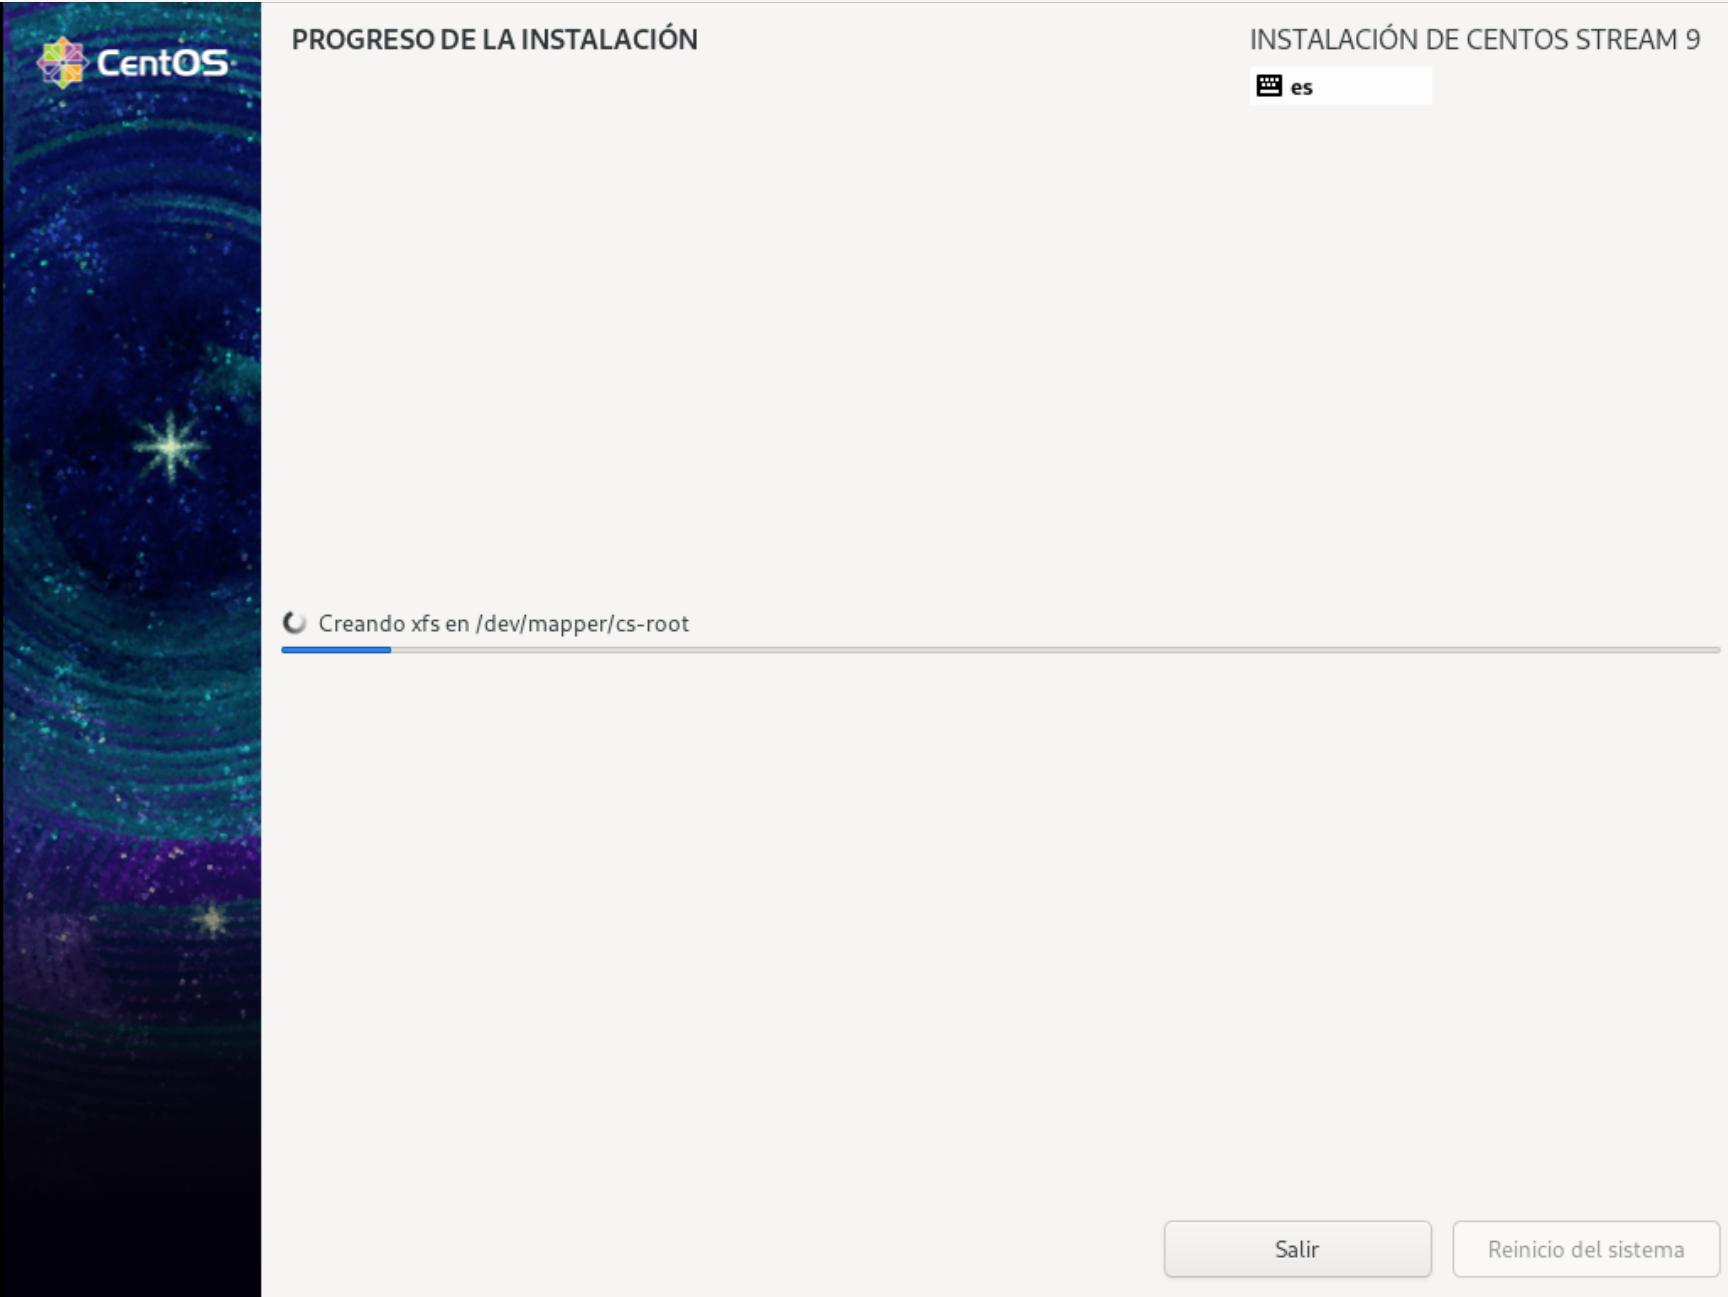 CentOS
PROGRESO DE LA INSTALACIÓN
INSTALACIÓN DE CENTOS STREAM 9
es
Creando xfs en /dev/mapper/cs-root
Salir
Reinicio del sistema